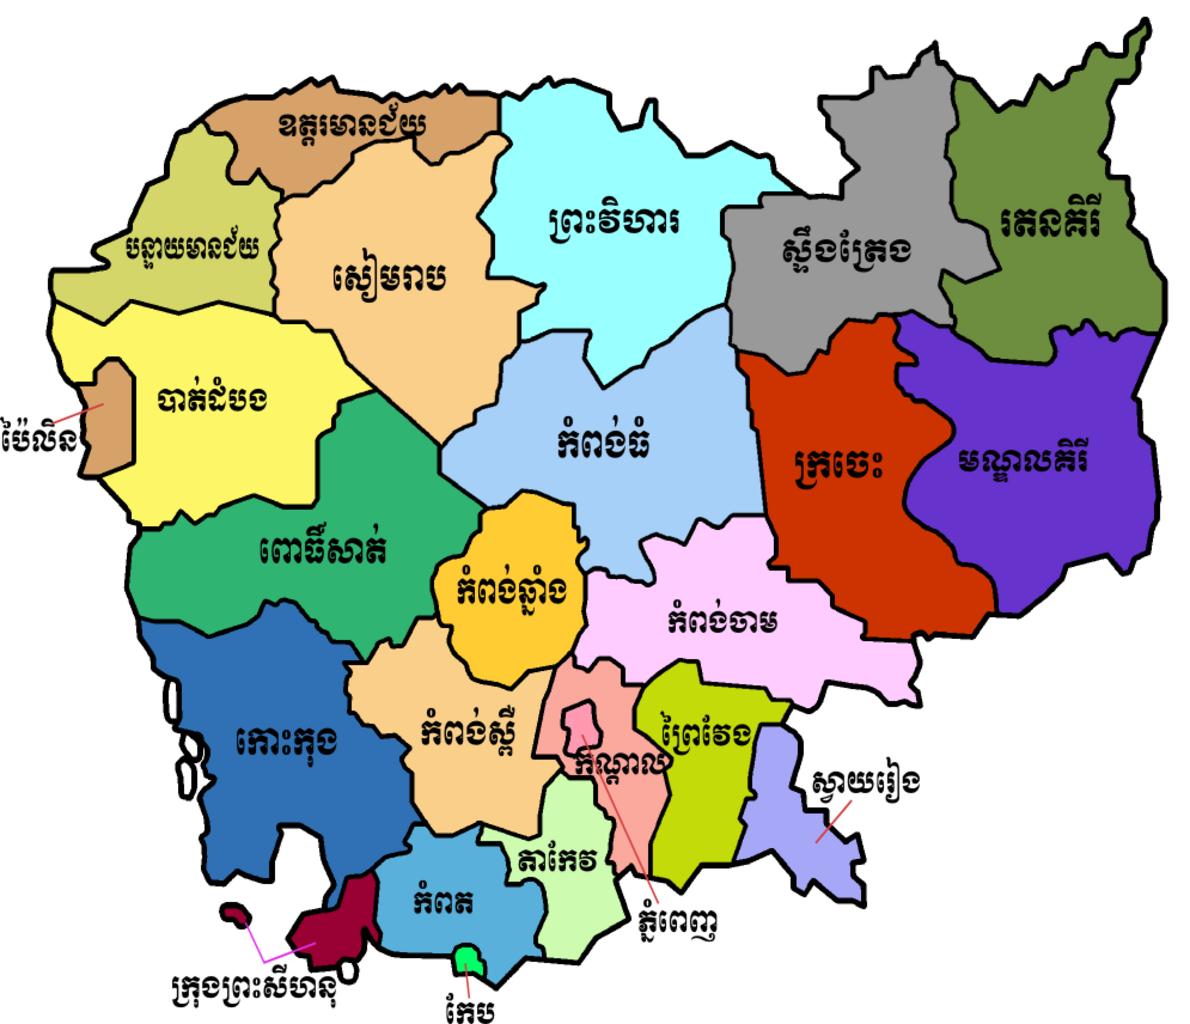 ឧត្តរមានជ័យ
បន្ទាយមានជ័យ
សៀមរាប
ព្រះវិហារ
ស្ទឹងត្រែង
រតនគិរី
ប៉ៃលិន
បាត់ដំបង
កំពង់ធំ
ក្រចេះ
មណ្ឌលគិរី
ពោធិ៍សាត់
កំពង់ឆ្នាំង
កំពង់ចាម
កោះកុង
កំពង់ស្ពឺ
កណ្តាល
ព្រៃវែង
ស្វាយរៀង
តាកែវ
កំពត
ភ្នំពេញ
ក្រុងព្រះសីហនុ
កែប